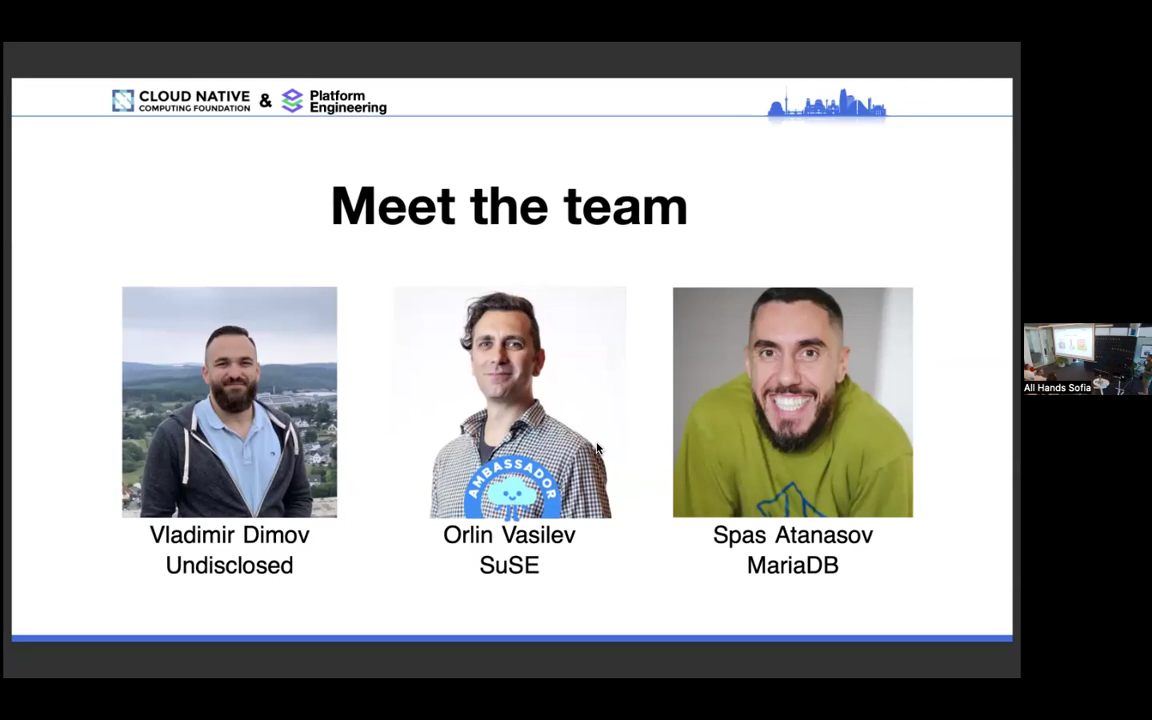 CLOUD NATIVE
COMPUTING FOUNDATION
&
Platform
Engineering
Meet the team
AMBASSADOR
Vladimir Dimov
Undisclosed
Orlin Vasilev
SuSE
Spas Atanasov
MariaDB
All Hands Sofia